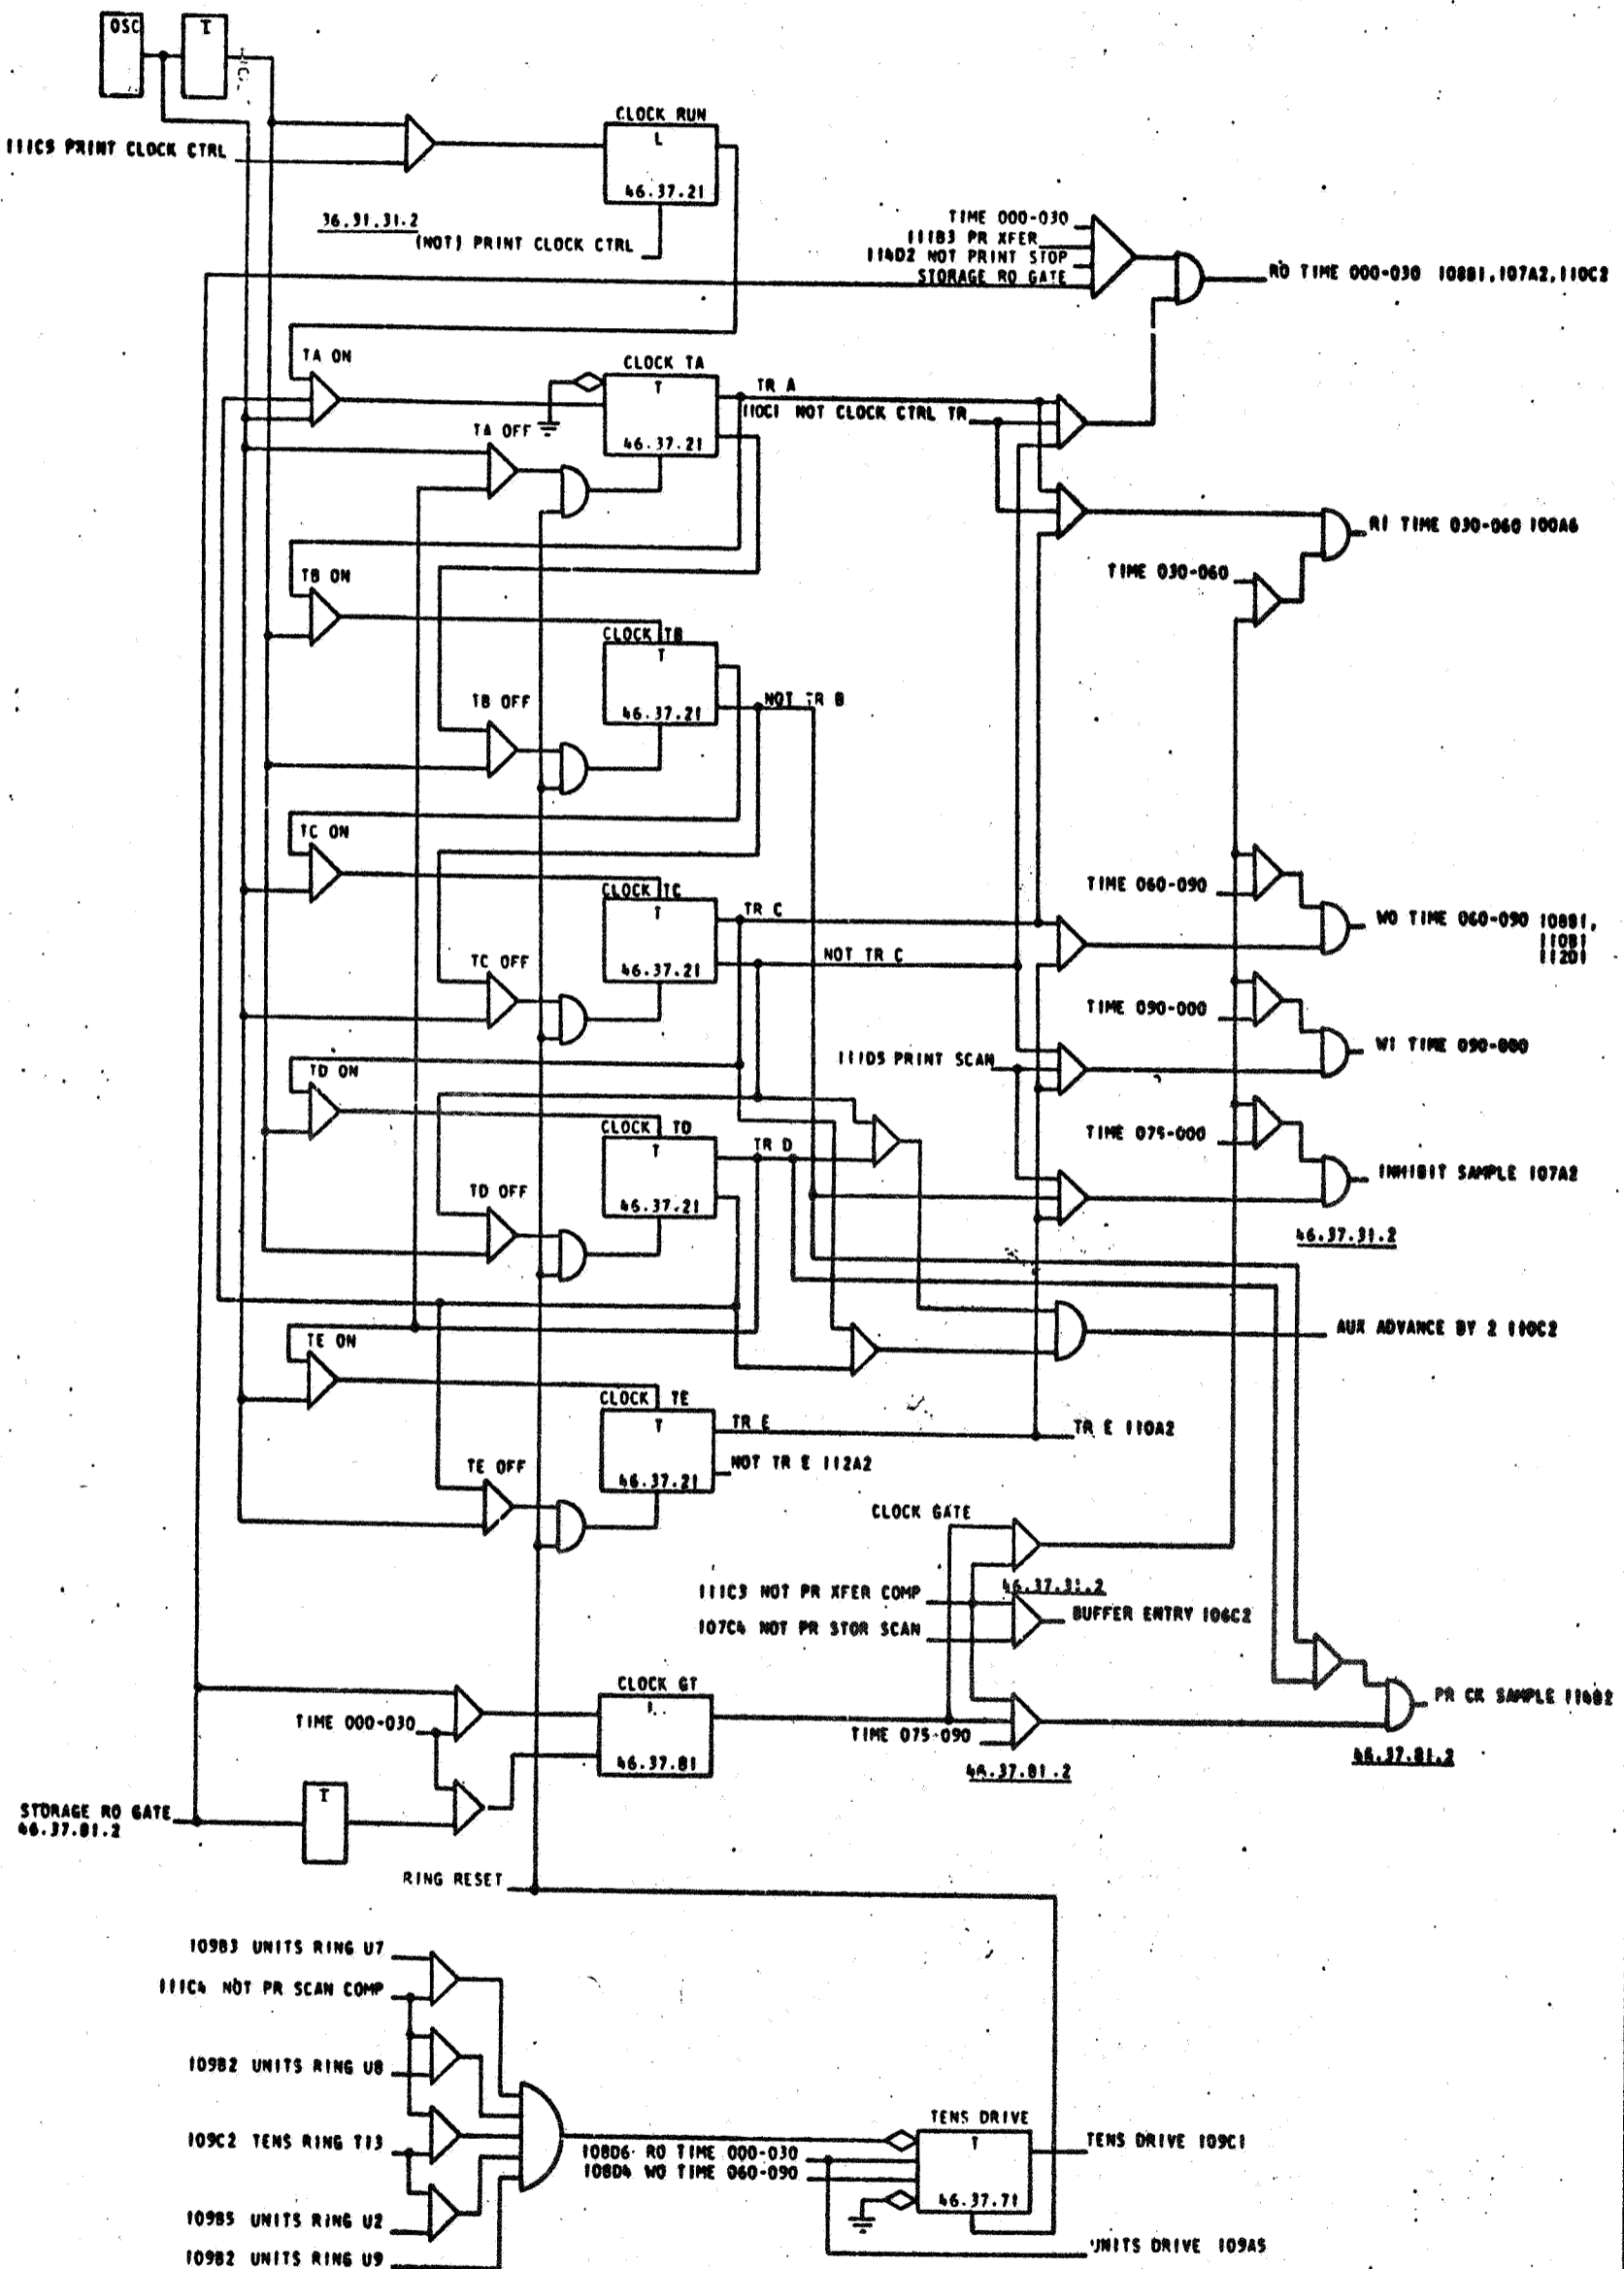 OSC
I
111C5 PRINT CLOCK CTRL
CLOCK RUN
L
46.37.21
36.31.31.2
(NOT) PRINT CLOCK CTRL
TIME 000-030
111B3 PR XFER
114D2 NOT PRINT STOP
STORAGE RO GATE
RO TIME 000-030 108B1,107A2,110C2
TA ON
CLOCK TA
T
46.37.21
TR A
110C1 NOT CLOCK CTRL TR
TA OFF
RI TIME 030-060 100A6
TIME 030-060
TB ON
CLOCK TB
T
46.37.21
NOT TR B
TB OFF
TC ON
CLOCK TC
T
46.37.21
TR C
NOT TR C
TC OFF
TIME 060-090
WO TIME 060-090 108B1,
110B1
112D1
TIME 090-000
WI TIME 090-000
111D5 PRINT SCAN
TD ON
CLOCK TD
T
46.37.21
TR D
TD OFF
TIME 075-000
INHIBIT SAMPLE 107A2
46.37.31.2
AUX ADVANCE BY 2 110C2
TE ON
CLOCK TE
T
46.37.21
TR E
TR E 110A2
NOT TR E 112A2
TE OFF
CLOCK GATE
46.37.31.2
111C3 NOT PR XFER COMP
107C4 NOT PR STOR SCAN
BUFFER ENTRY 106C2
CLOCK GT
46.37.81
TIME 000-030
TIME 075-090
46.37.81.2
PR CK SAMPLE 114B2
46.37.81.2
STORAGE RO GATE
46.37.81.2
I
RING RESET
109B3 UNITS RING U7
111C4 NOT PR SCAN COMP
109B2 UNITS RING U8
109C2 TENS RING T13
109B5 UNITS RING U2
109B2 UNITS RING U9
108D6 RO TIME 000-030
108D4 WO TIME 060-090
TENS DRIVE
T
46.37.71
TENS DRIVE 109C1
UNITS DRIVE 109A5